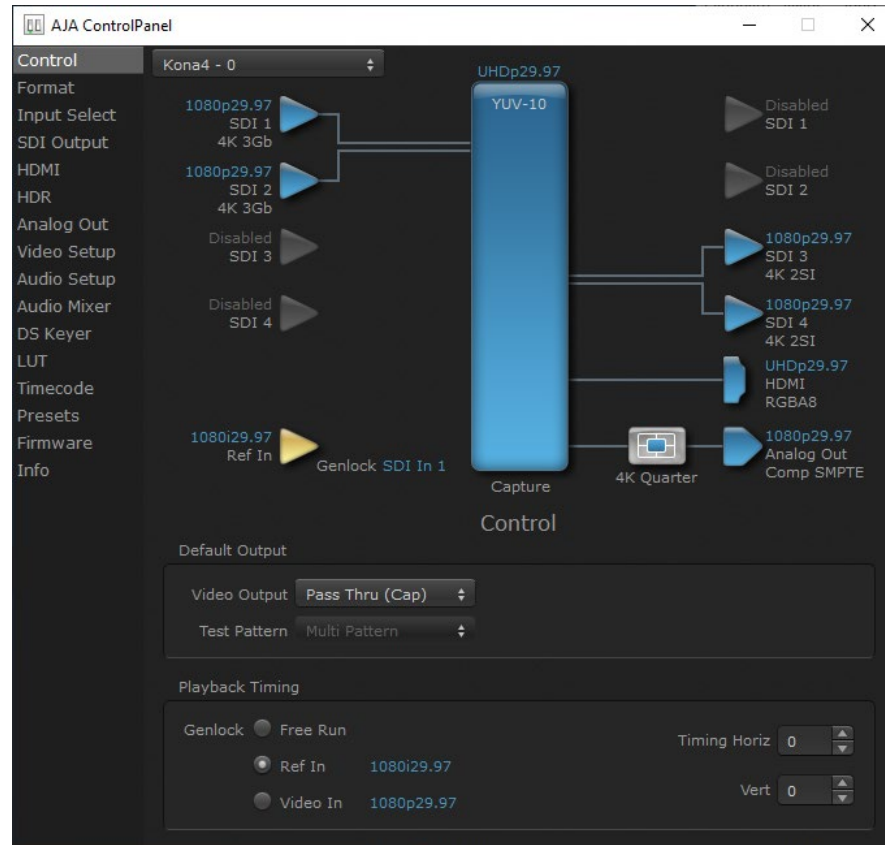 AJA ControlPanel
Control
Format
Input Select
SDI Output
HDMI
HDR
Analog Out
Video Setup
Audio Setup
Audio Mixer
DS Keyer
LUT
Timecode
Presets
Firmware
Info
Kona4 - 0
UHDp29.97
YUV-10
1080p29.97
SDI 1
4K 3Gb
1080p29.97
SDI 2
4K 3Gb
Disabled
SDI 3
Disabled
SDI 4
1080i29.97
Ref In
Genlock SDI In 1
Capture
Disabled
SDI 1
Disabled
SDI 2
1080p29.97
SDI 3
4K 2SI
1080p29.97
SDI 4
4K 2SI
UHDp29.97
HDMI
RGBA8
4K Quarter
1080p29.97
Analog Out
Comp SMPTE
Control
Default Output
Video Output Pass Thru (Cap)
Test Pattern Multi Pattern
Playback Timing
Genlock Free Run
Ref In 1080i29.97
Video In 1080p29.97
Timing Horiz 0
Vert 0